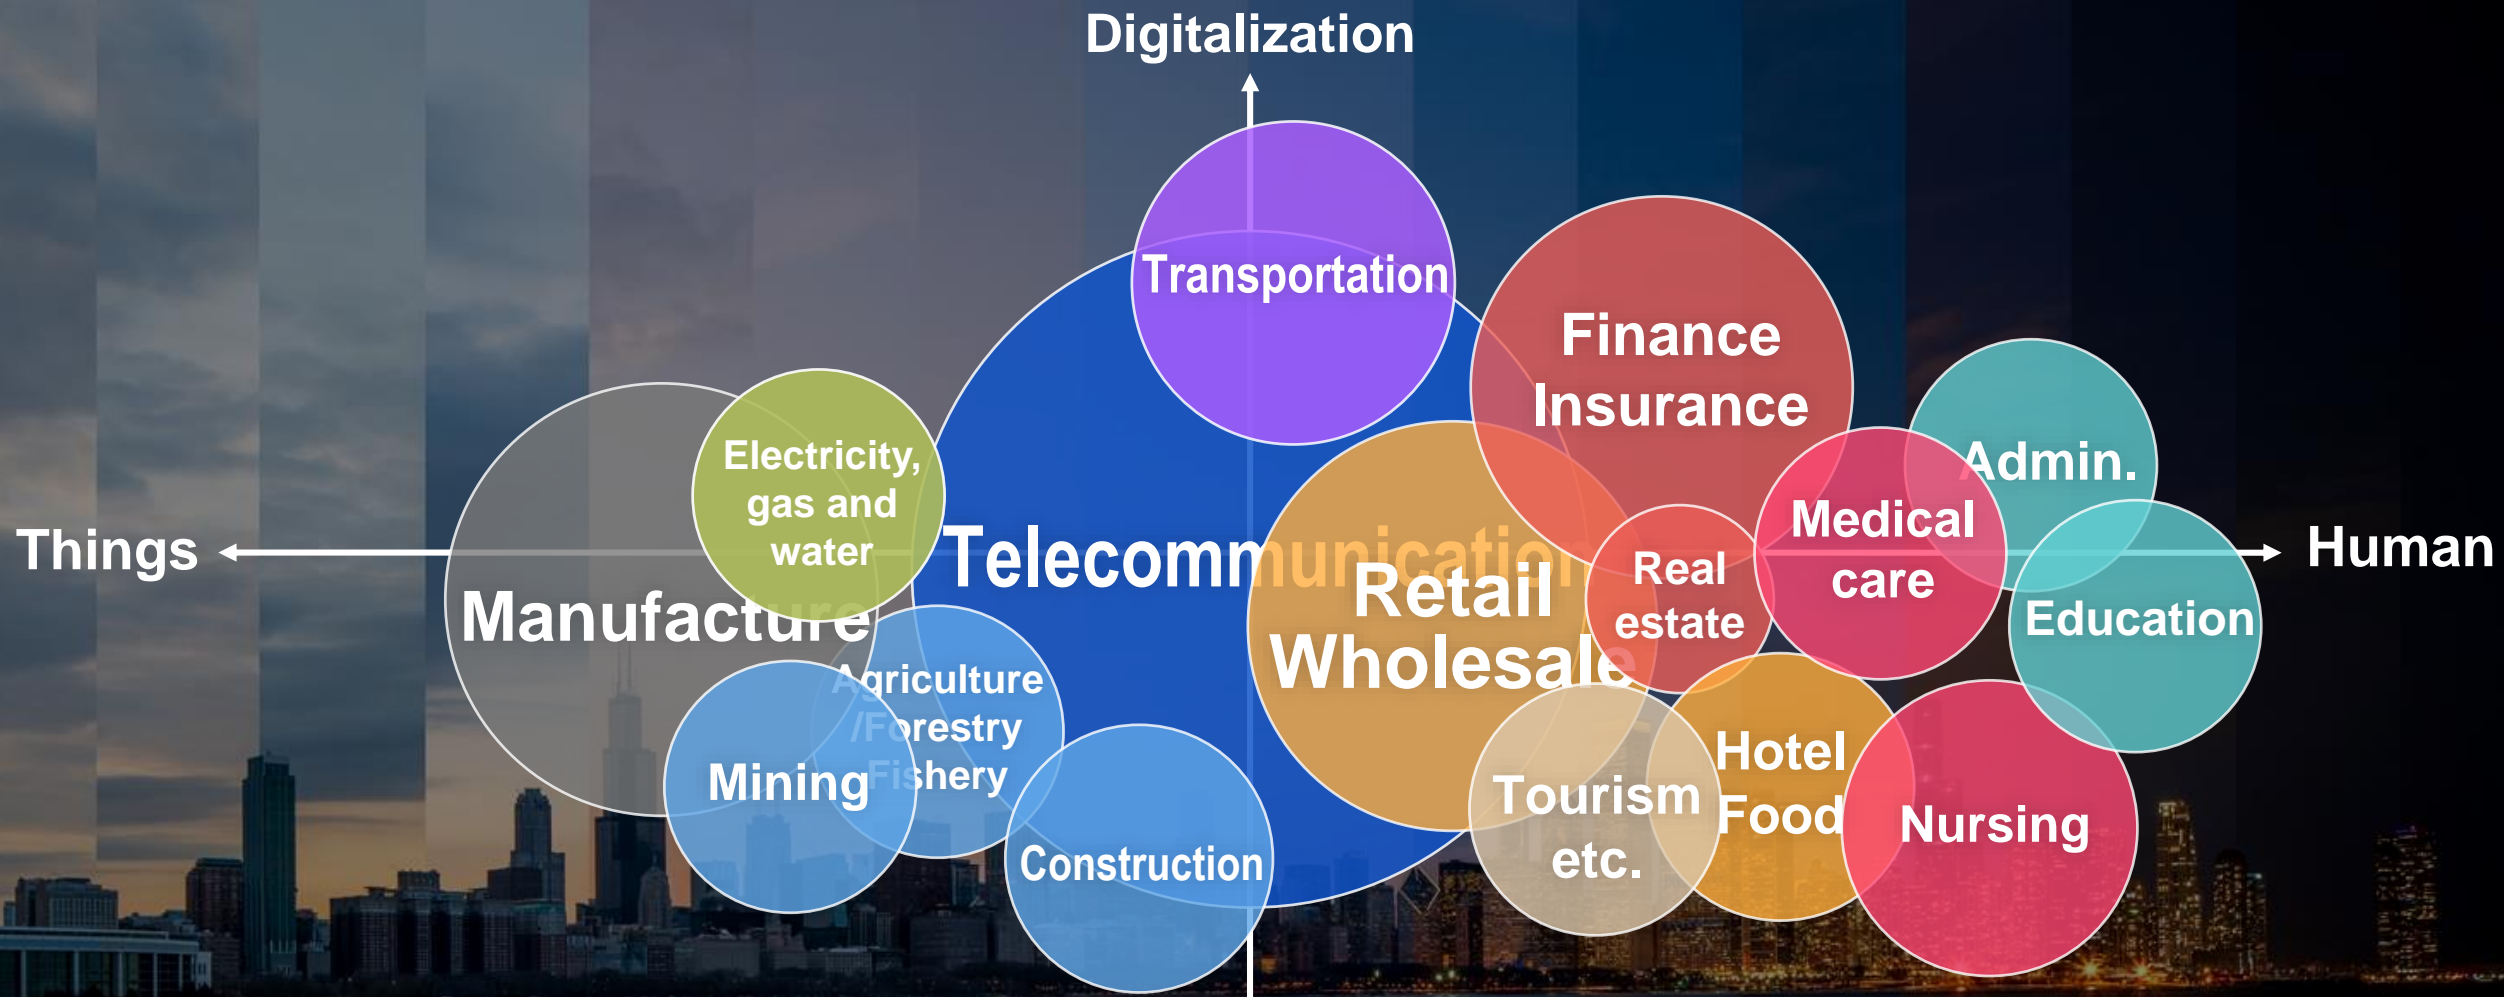 Digitalization
Transportation
Finance
Insurance
Electricity,
gas and
water
Admin.
Medical
care
Things
Human
Telecommunication
Manufacture
Retail
Wholesale
Real
estate
Education
Agriculture
/Forestry
Fishery
Mining
Construction
Tourism
etc.
Hotel
Food
Nursing